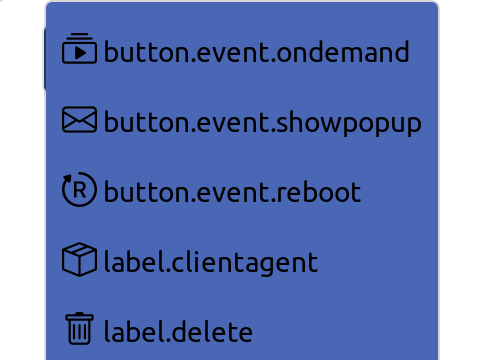 button.event.ondemand
button.event.showpopup
button.event.reboot
label.clientagent
label.delete